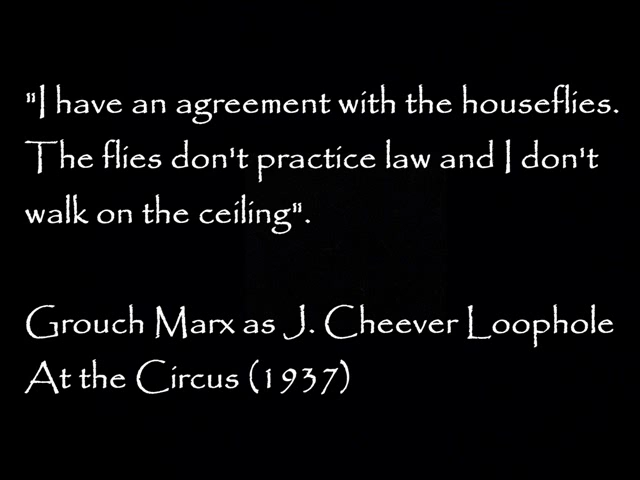 "I have an agreement with the houseflies.
The flies don't practice law and I don't
walk on the ceiling".
Grouch Marx as J. Cheever Loophole
At the Circus (1937)